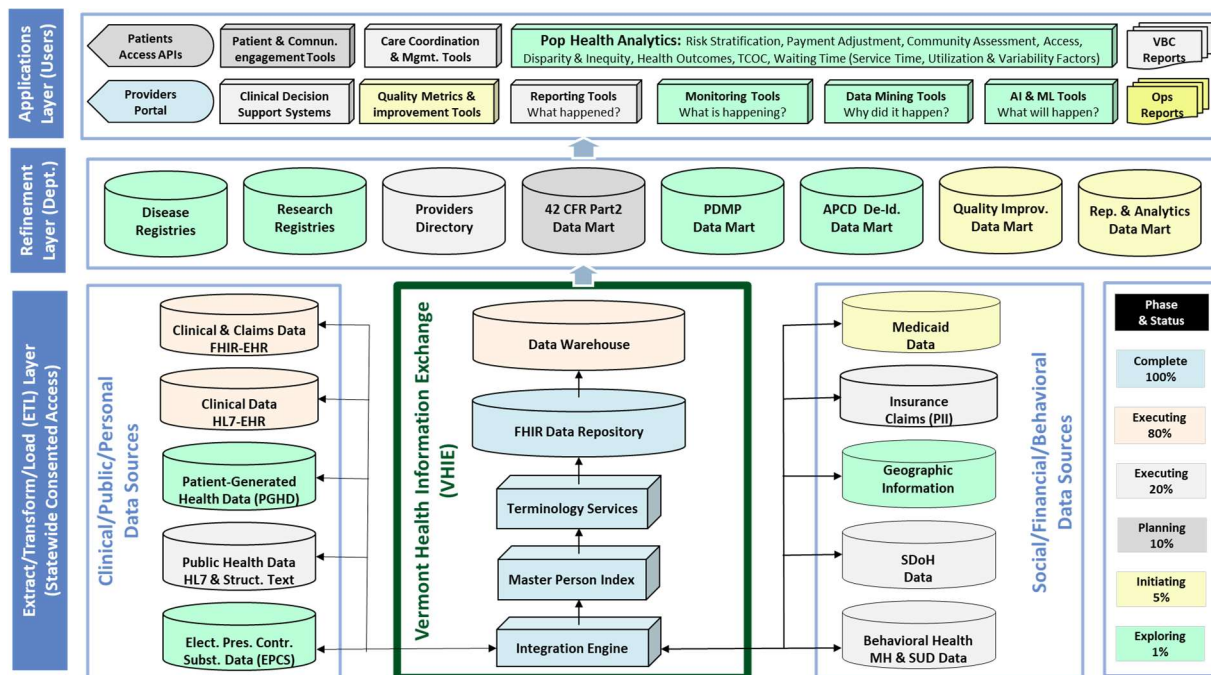 Applications
Layer (Users)
Patients
Access APIs
Patient & Commun.
engagement Tools
Care Coordination
& Mgmt. Tools
Pop Health Analytics: Risk Stratification, Payment Adjustment, Community Assessment, Access,
Disparity & Inequity, Health Outcomes, TCOC, Waiting Time (Service Time, Utilization & Variability Factors)
VBC
Reports
Providers
Portal
Clinical Decision
Support Systems
Quality Metrics &
improvement Tools
Reporting Tools
What happened?
Monitoring Tools
What is happening?
Data Mining Tools
Why did it happen?
AI & ML Tools
What will happen?
Ops
Reports
Refinement
Layer (Dept.)
Disease
Registries
Research
Registries
Providers
Directory
42 CFR Part2
Data Mart
PDMP
Data Mart
APCD De-Id.
Data Mart
Quality Improv.
Data Mart
Rep. & Analytics
Data Mart
Extract/Transform/Load (ETL) Layer
(Statewide Consented Access)
Clinical/Public/Personal
Data Sources
Clinical & Claims Data
FHIR-EHR
Clinical Data
HL7-EHR
Patient-Generated
Health Data (PGHD)
Public Health Data
HL7 & Struct. Text
Elect. Pres. Contr.
Subst. Data (EPCS)
Vermont Health Information Exchange
(VHIE)
Data Warehouse
FHIR Data Repository
Terminology Services
Master Person Index
Integration Engine
Medicaid
Data
Insurance
Claims (PII)
Geographic
Information
SDoH
Data
Behavioral Health
MH & SUD Data
Social/Financial/Behavioral
Data Sources
Phase
& Status
Complete
100%
Executing
80%
Executing
20%
Planning
10%
Initiating
5%
Exploring
1%